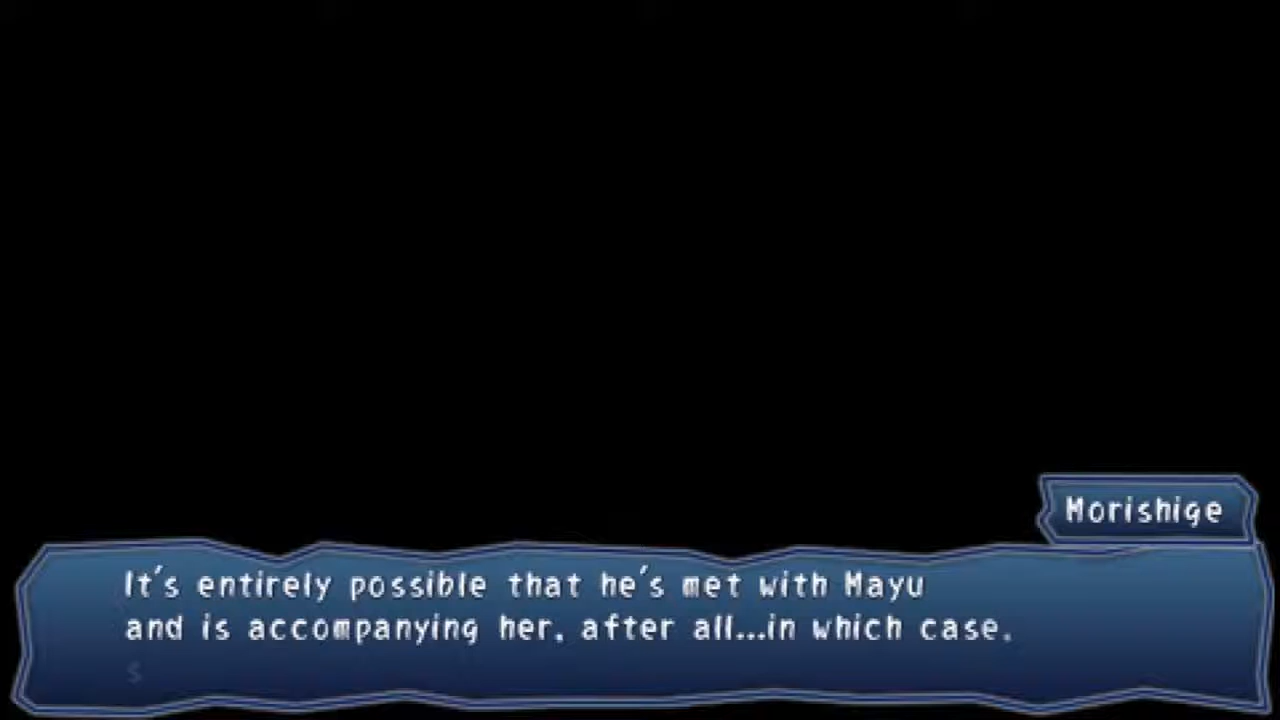 Morishige
It's entirely possible that he's met with Mayu
and is accompanying her, after all...in which case,
s